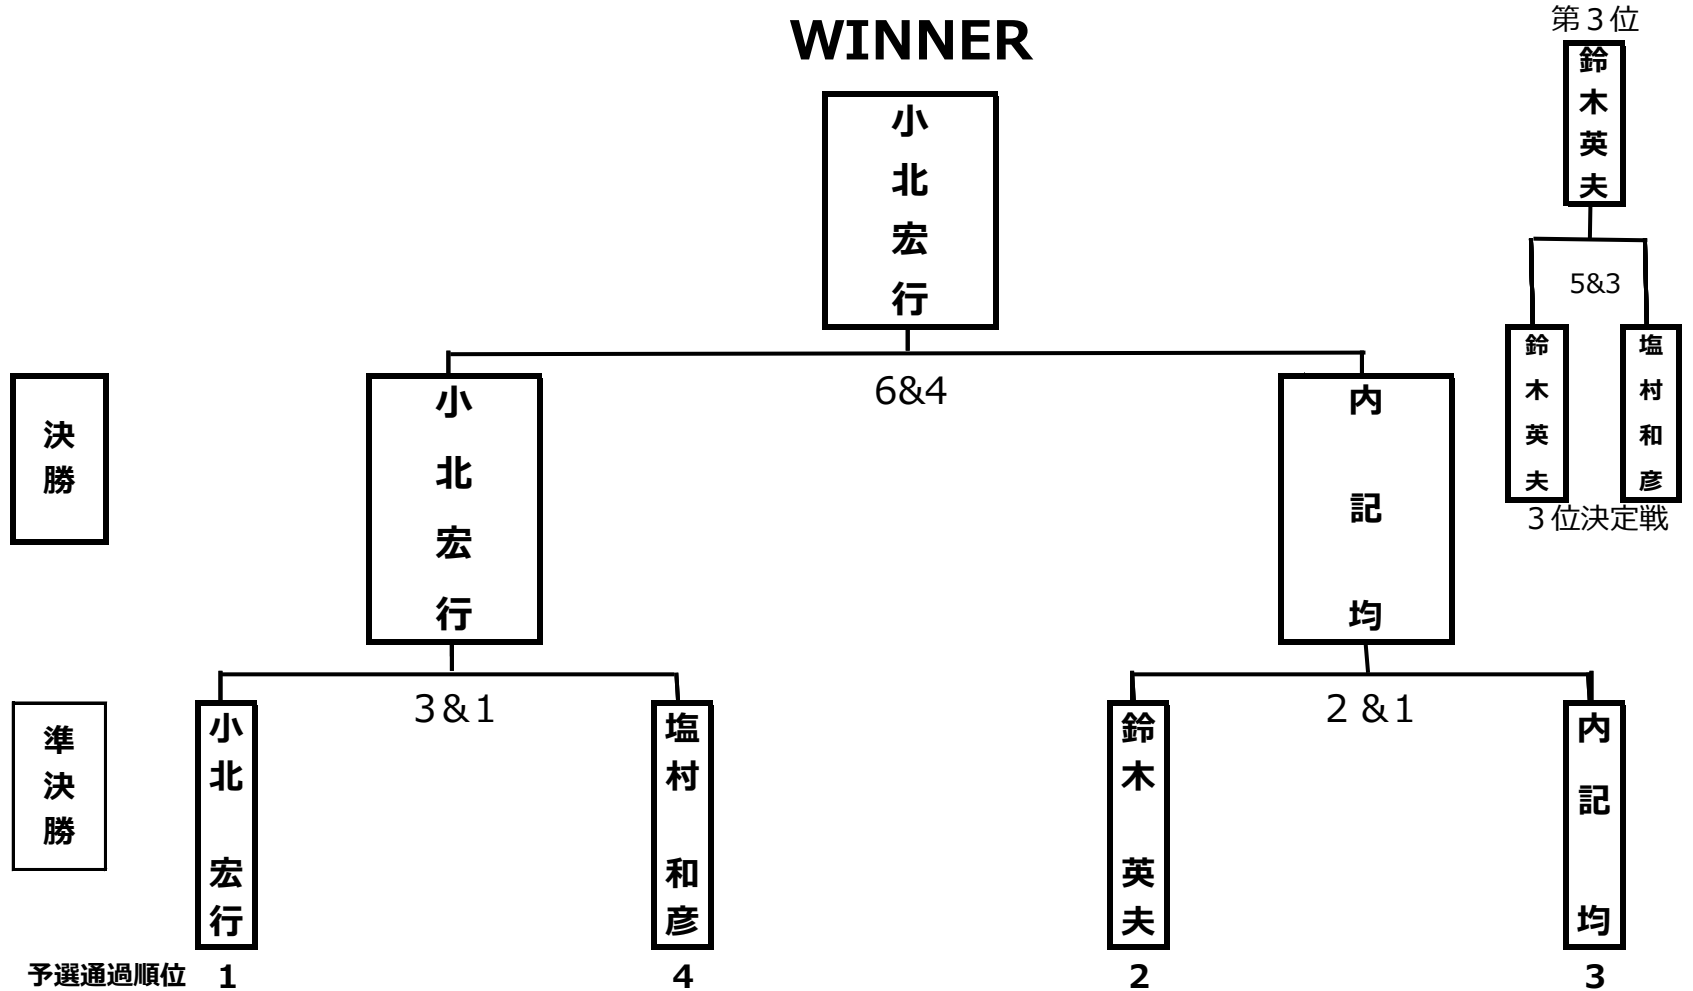 WINNER
第３位
鈴木英夫
小北宏行
5&3
鈴木英夫
塩村和彦
３位決定戦
6&4
決勝
小北宏行
内記均
3＆1
2 ＆1
準決勝
小北 宏行
塩村 和彦
鈴木 英夫
内記 均
予選通過順位 1 4 2 3